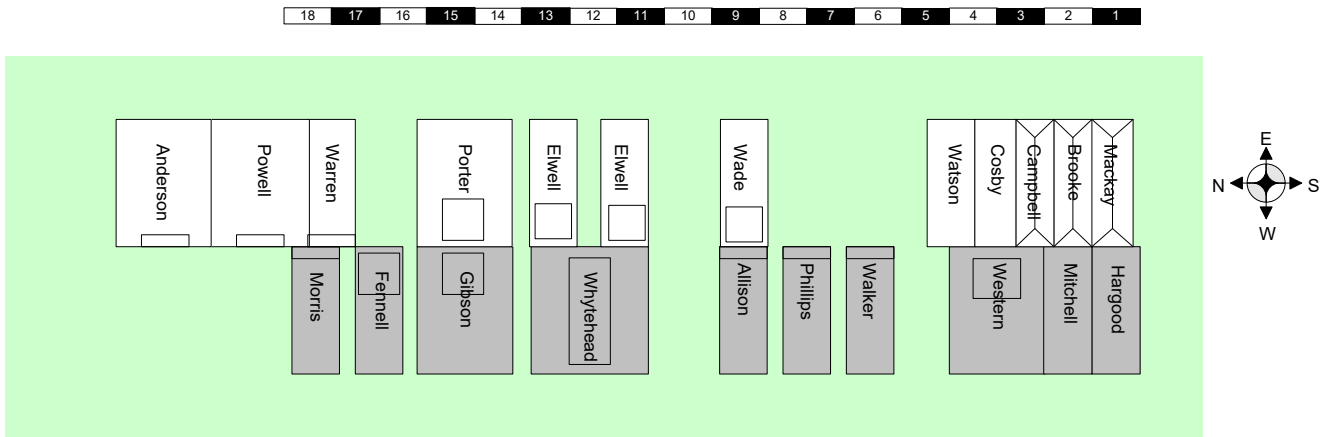 18 17 16 15 14 13 12 11 10 9 8 7 6 5 4 3 2 1
Anderson
Powell
Warren
Porter
Elwell
Elwell
Wade
Watson
Cosby
Campbell
Brooke
Mackay
E
N S
W
Morris
Fennell
Gibson
Whytehead
Allison
Phillips
Walker
Western
Mitchell
Hargood